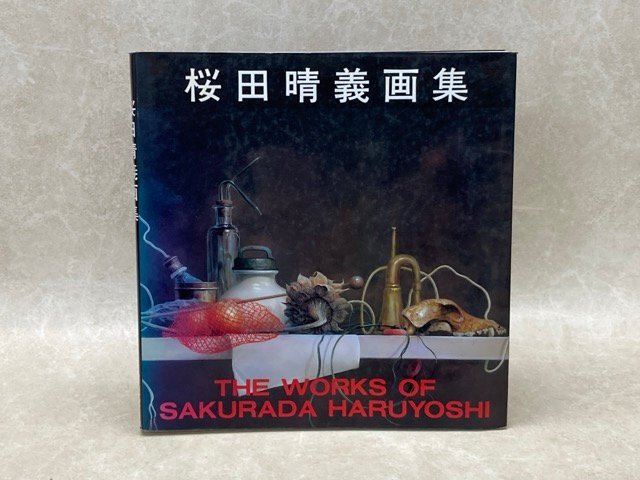 桜田晴義画集
THE WORKS OF
SAKURADA HARUYOSHI